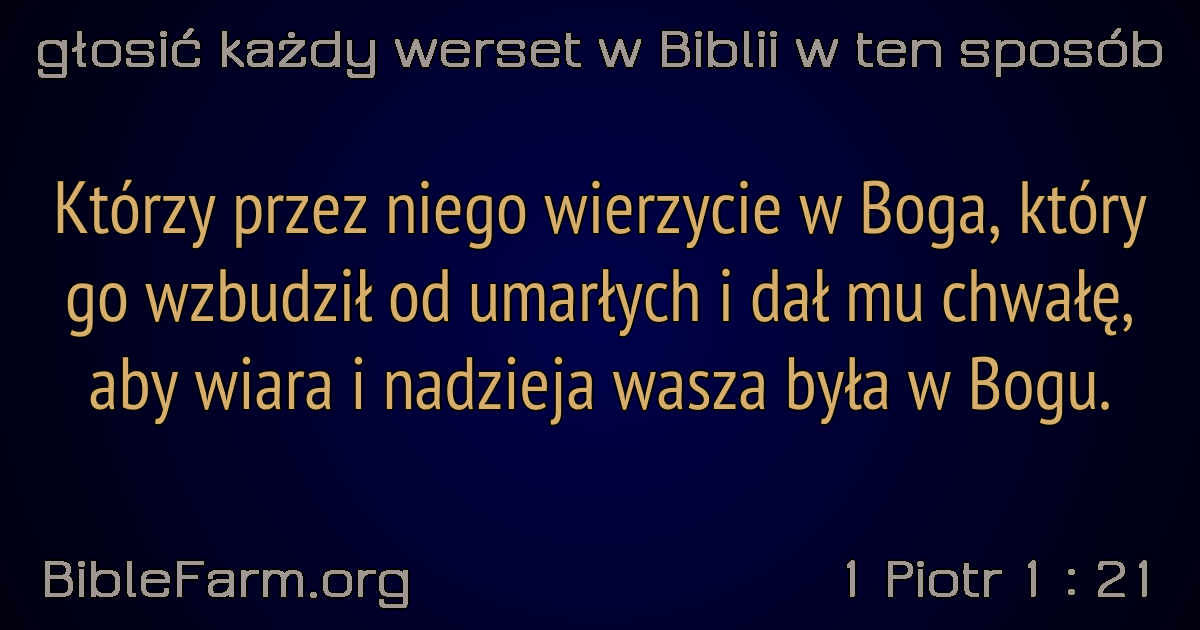 głosić każdy werset w Biblii w ten sposób
Którzy przez niego wierzycie w Boga, który
go wzbudził od umarłych i dał mu chwałę,
aby wiara i nadzieja wasza była w Bogu.
BibleFarm.org
1 Piotr 1 : 21